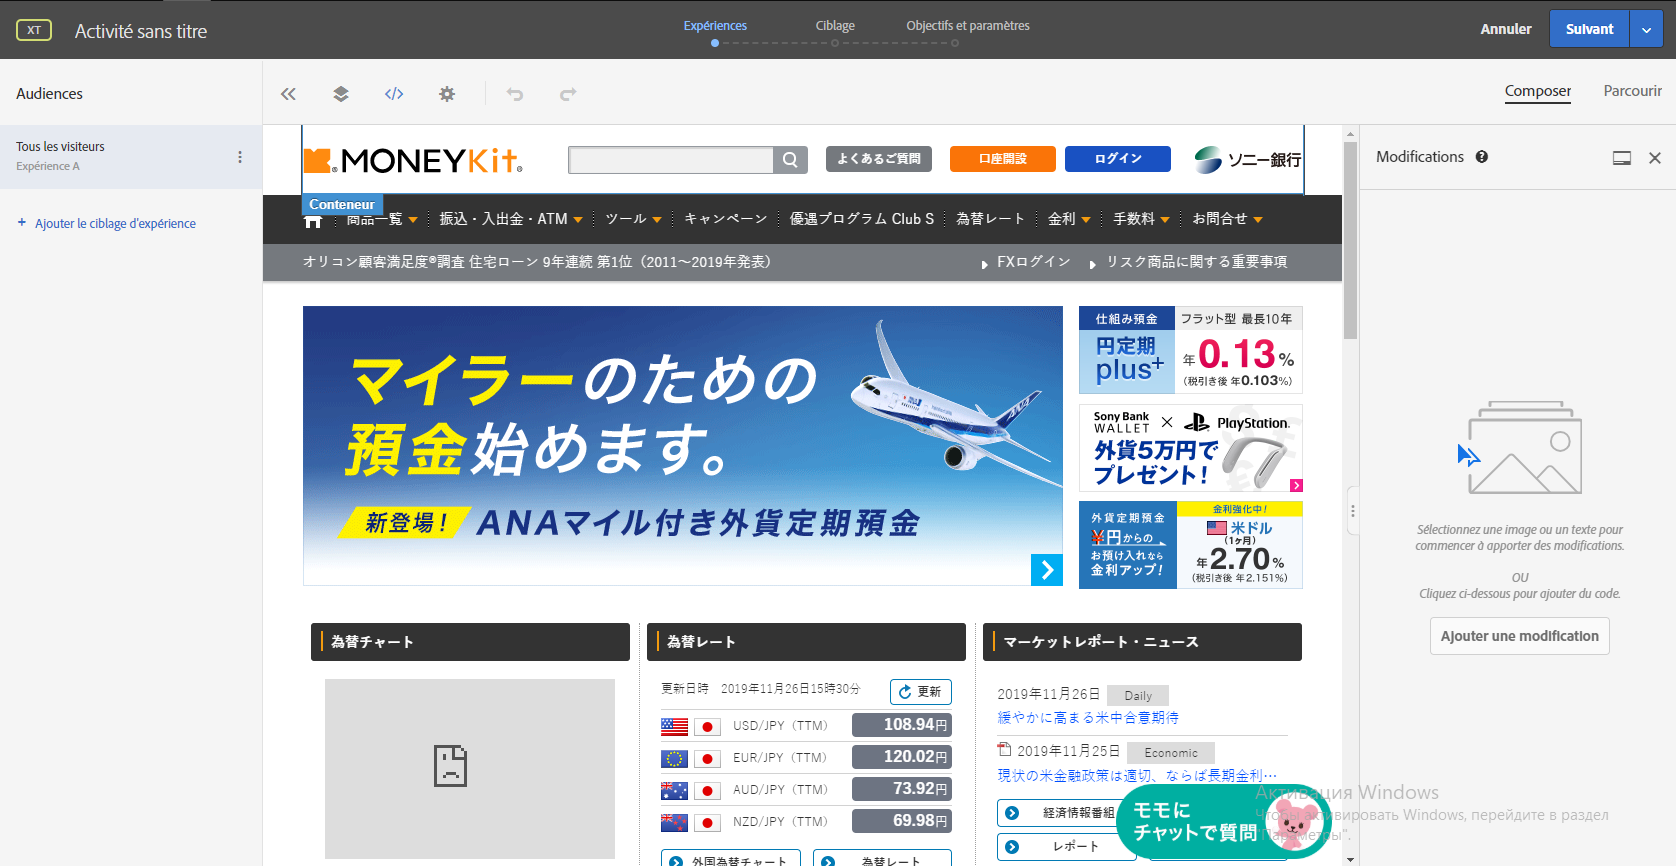 XT
Activité sans titre
Expériences
Ciblage
Objectifs et paramètres
Annuler
Suivant
Audiences
Composer
Parcourir
Tous les visiteurs
Expérience A
+ Ajouter le ciblage d'expérience
MONEYKit
よくあるご質問
口座開設
ログイン
ソニー銀行
Conteneur
商品一覧
振込・入出金・ATM
ツール
キャンペーン
優遇プログラム Club S
為替レート
金利
手数料
お問合せ
オリコン顧客満足度®調査 住宅ローン 9年連続 第1位（2011～2019年発表）
FXログイン
リスク商品に関する重要事項
マイラーのための
預金始めます。
新登場！
ANAマイル付き外貨定期預金
仕組み預金
フラット型 最長10年
円定期
plus+
年0.13%
（税引き後 年0.103%）
Sony Bank
WALLET
×
PlayStation.
外貨5万円で
プレゼント！
外貨定期預金
¥円からの
お預け入れなら
金利アップ！
金利強化中！
米ドル
（1ヶ月）
年2.70%
（税引き後 年2.151%）
為替チャート
為替レート
更新日時 2019年11月26日15時30分
更新
USD/JPY（TTM） 108.94円
EUR/JPY（TTM） 120.02円
AUD/JPY（TTM） 73.92円
NZD/JPY（TTM） 69.98円
外国為替チャート
為替レート
マーケットレポート・ニュース
2019年11月26日 Daily
緩やかに高まる米中合意期待
2019年11月25日 Economic
現状の米金融政策は適切、ならば長期金利…
経済情報番組
レポート
モモに
チャットで質問
Modifications
Sélectionnez une image ou un texte pour
commencer à apporter des modifications.
OU
Cliquez ci-dessous pour ajouter du code.
Ajouter une modification
Активация Windows
Чтобы активировать Windows, перейдите в раздел
"Параметры".